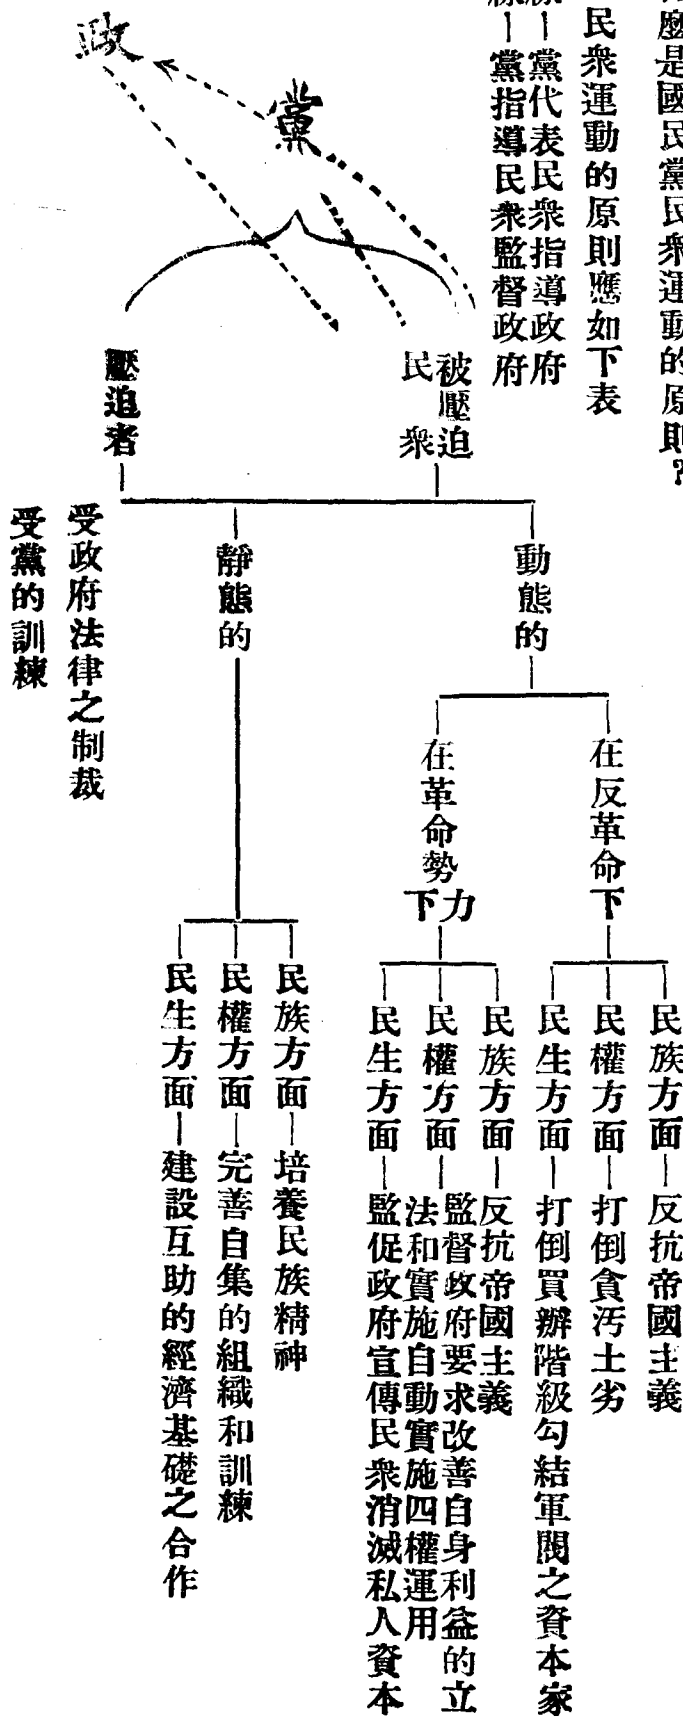 麼是國民黨民衆運動的原則？
民衆運動的原則應如下表
線—黨代表民衆指導政府
線—黨指導民衆監督政府
黨
政
被壓迫
民衆
壓迫者
動態的
靜態的
受政府法律之制裁
受黨的訓練
在反革命下
在革命勢力下
民族方面—反抗帝國主義
民權方面—打倒貪汚土劣
民生方面—打倒買辦階級勾結軍閥之資本家
民族方面—反抗帝國主義
民權方面—監督政府要求改善自身利益的立
法和實施自動實施四權運用
民生方面—監促政府宣傳民衆消滅私人資本
民族方面—培養民族精神
民權方面—完善自集的組織和訓練
民生方面—建設互助的經濟基礎之合作